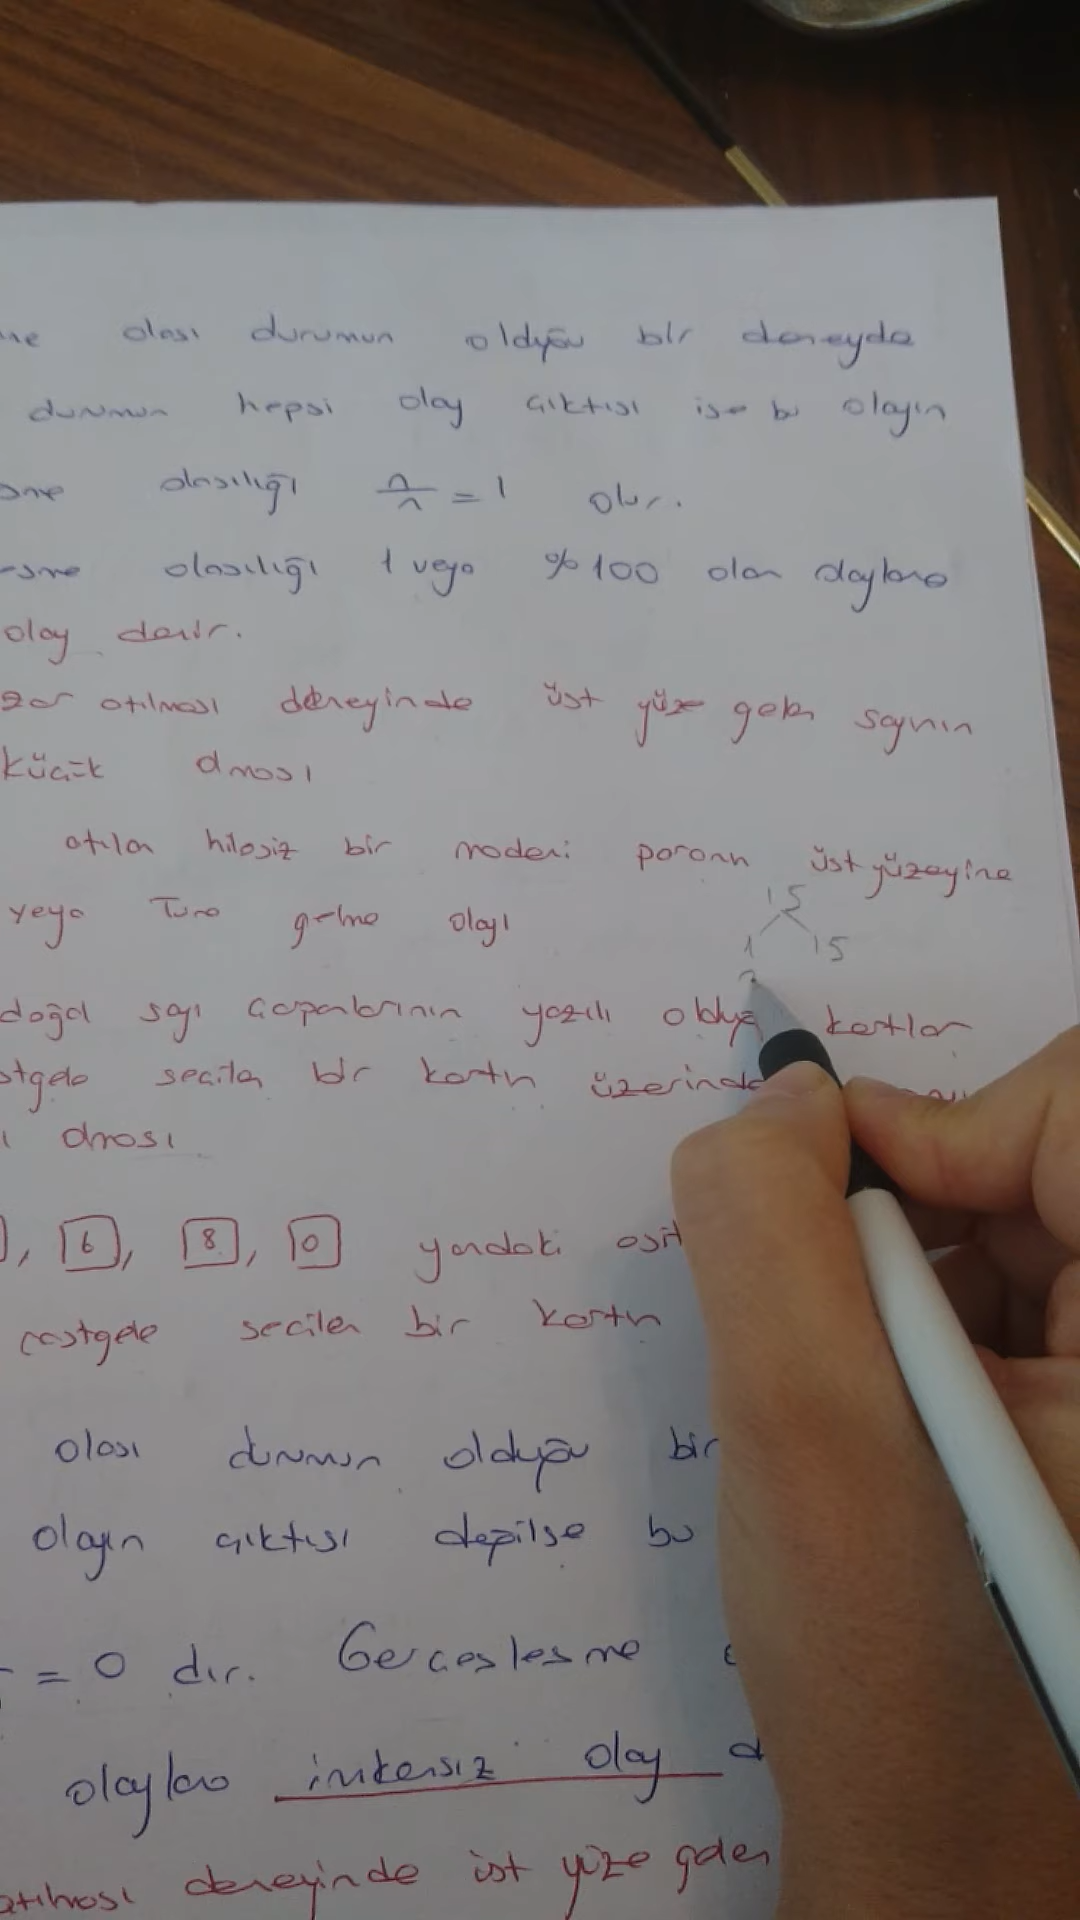 olası durumun olduğu bir deneyde
durumun hepsi olay çıktısı ise bu olayın
olasılığı n/n = 1 olur.
olasılığı 1 veya %100 olan olaylara
olay denir.
zar atılması deneyinde üst yüze gelen sayının
küçük olması
atılan hilesiz bir madeni paranın üst yüzeyine
veya Tura gelme olayı
15
1 15
doğal sayı çarpanlarının yazılı olduğu kartlar
seçilen bir kartın üzerinde
olması
, 6, 8, 0 yandaki
rastgele seçilen bir kartın
olası durumun olduğu bir
olayın çıktısı değilse bu
= 0 dır. Gerçekleşme
olaylara imkansız olay
deneyinde üst yüze gelen